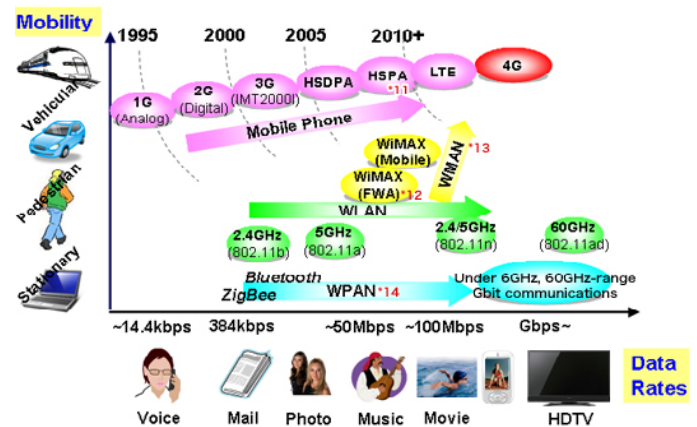 Mobility
1995
2000
2005
2010+
Vehicular
Pedestrian
Stationary
1G
(Analog)
2G
(Digital)
3G
(IMT2000I
HSDPA
HSPA
*11
LTE
4G
Mobile Phone
WiMAX
(Mobile)
WiMAX
(FWA)*12
WMAN
*13
WLAN
2.4GHz
(802.11b)
5GHz
(802.11a)
2.4/5GHz
(802.11n)
60GHz
(802.11ad)
Bluetooth
ZigBee
WPAN*14
Under 6GHz, 60GHz-range
Gbit communications
~14.4kbps
384kbps
~50Mbps
~100Mbps
Gbps~
Voice
Mail
Photo
Music
Movie
HDTV
Data
Rates